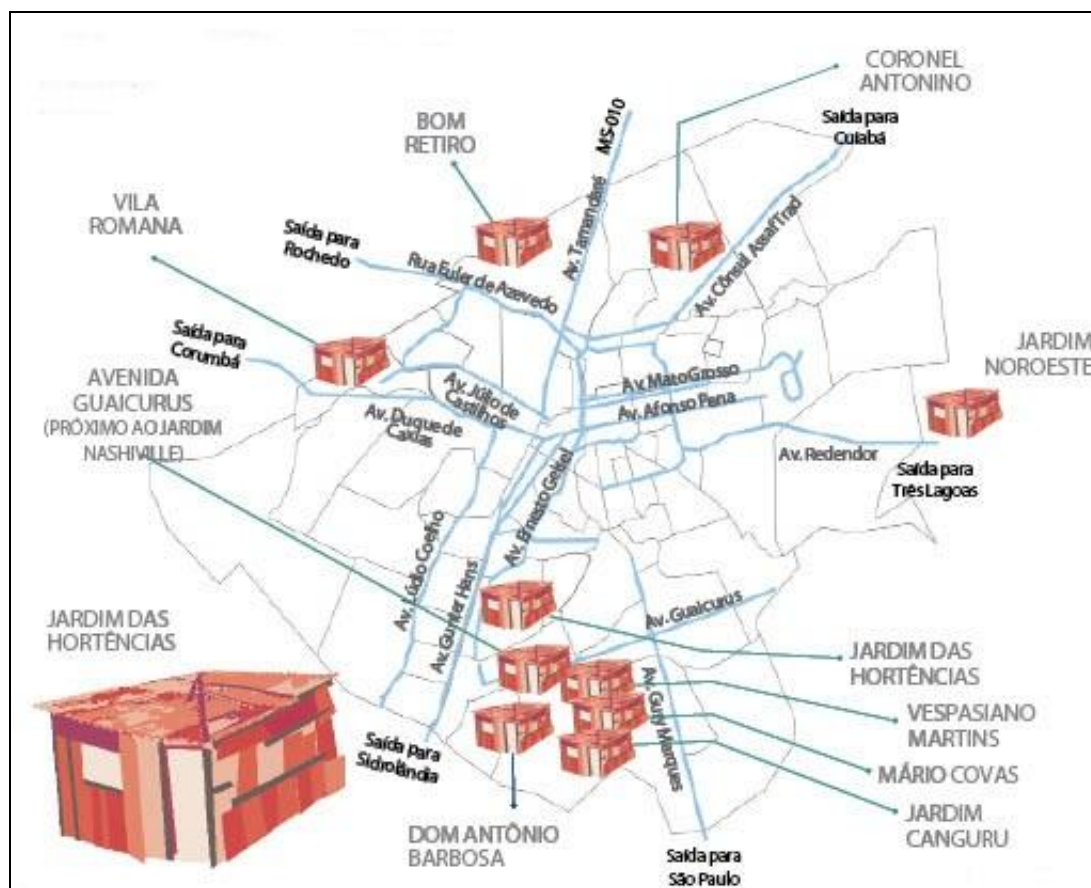 CORONEL
ANTONINO
BOM
RETIRO
MS-010
Saída para
Cuiabá
VILA
ROMANA
Saída para
Rochedo
Rua Euler de Azevedo
Av. Tamandaré
Av. Cônsul Assaf Trad
Saída para
Corumbá
AVENIDA
GUAICURUS
(PRÓXIMO AO JARDIM
NASHIVILLE)
Av. Júlio de
Castilhos
Av. Duque de
Caxias
Av. Mato Grosso
Av. Afonso Pena
JARDIM
NOROESTE
Av. Redendor
Saída para
Três Lagoas
Av. Ernesto Geisel
Av. Lúdio Coelho
Av. Gunter Hans
Av. Guaicurus
Av. Gury Marques
JARDIM DAS
HORTÊNCIAS
JARDIM DAS
HORTÊNCIAS
VESPASIANO
MARTINS
MÁRIO COVAS
JARDIM
CANGURU
Saída para
Sidrolândia
DOM ANTÔNIO
BARBOSA
Saída para
São Paulo